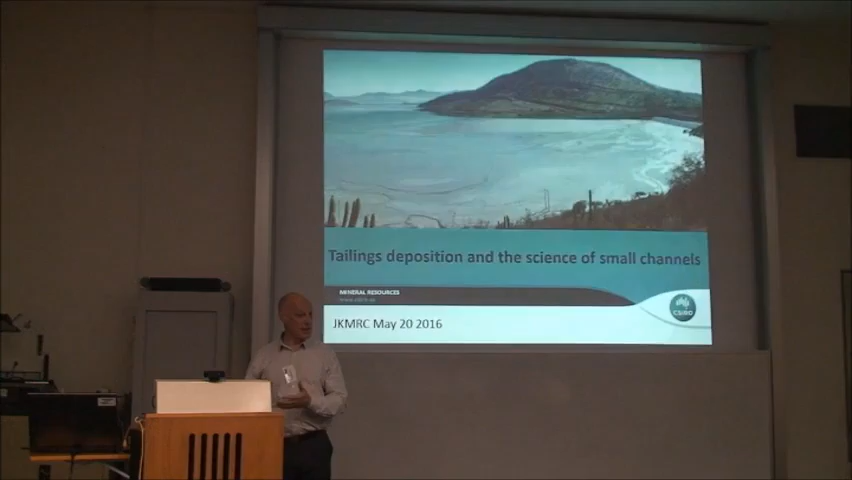 Tailings deposition and the science of small channels
MINERAL RESOURCES
CSIRO
JKMRC May 20 2016